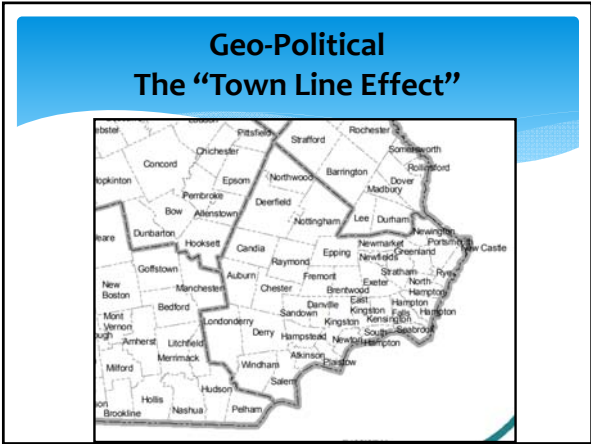 Geo-Political
The “Town Line Effect”
Pittsfield
Strafford
Rochester
Somersworth
Chichester
Concord
Rollinsford
Barrington
Dover
opkinton
Epsom
Northwood
Madbury
Pembroke
Deerfield
Bow
Allenstown
Nottingham
Lee
Durham
Dunbarton
Newington
eare
Hooksett
Candia
Epping
Newmarket
Portsmouth
New Castle
Goffstown
Raymond
Newfields
Greenland
Auburn
Fremont
Stratham
Rye
New
Boston
Manchester
Chester
Exeter
North
Hampton
Brentwood
Bedford
Danville
East
Kingston
Hampton
Falls
Hampton
Mont
Vernon
Londonderry
Sandown
Kingston
Kensington
Seabrook
ough
Amherst
Litchfield
Derry
Hampstead
Newton
South
Hampton
Merrimack
Atkinson
Plaistow
Milford
Windham
Salem
Hudson
Hollis
on
Brookline
Nashua
Pelham